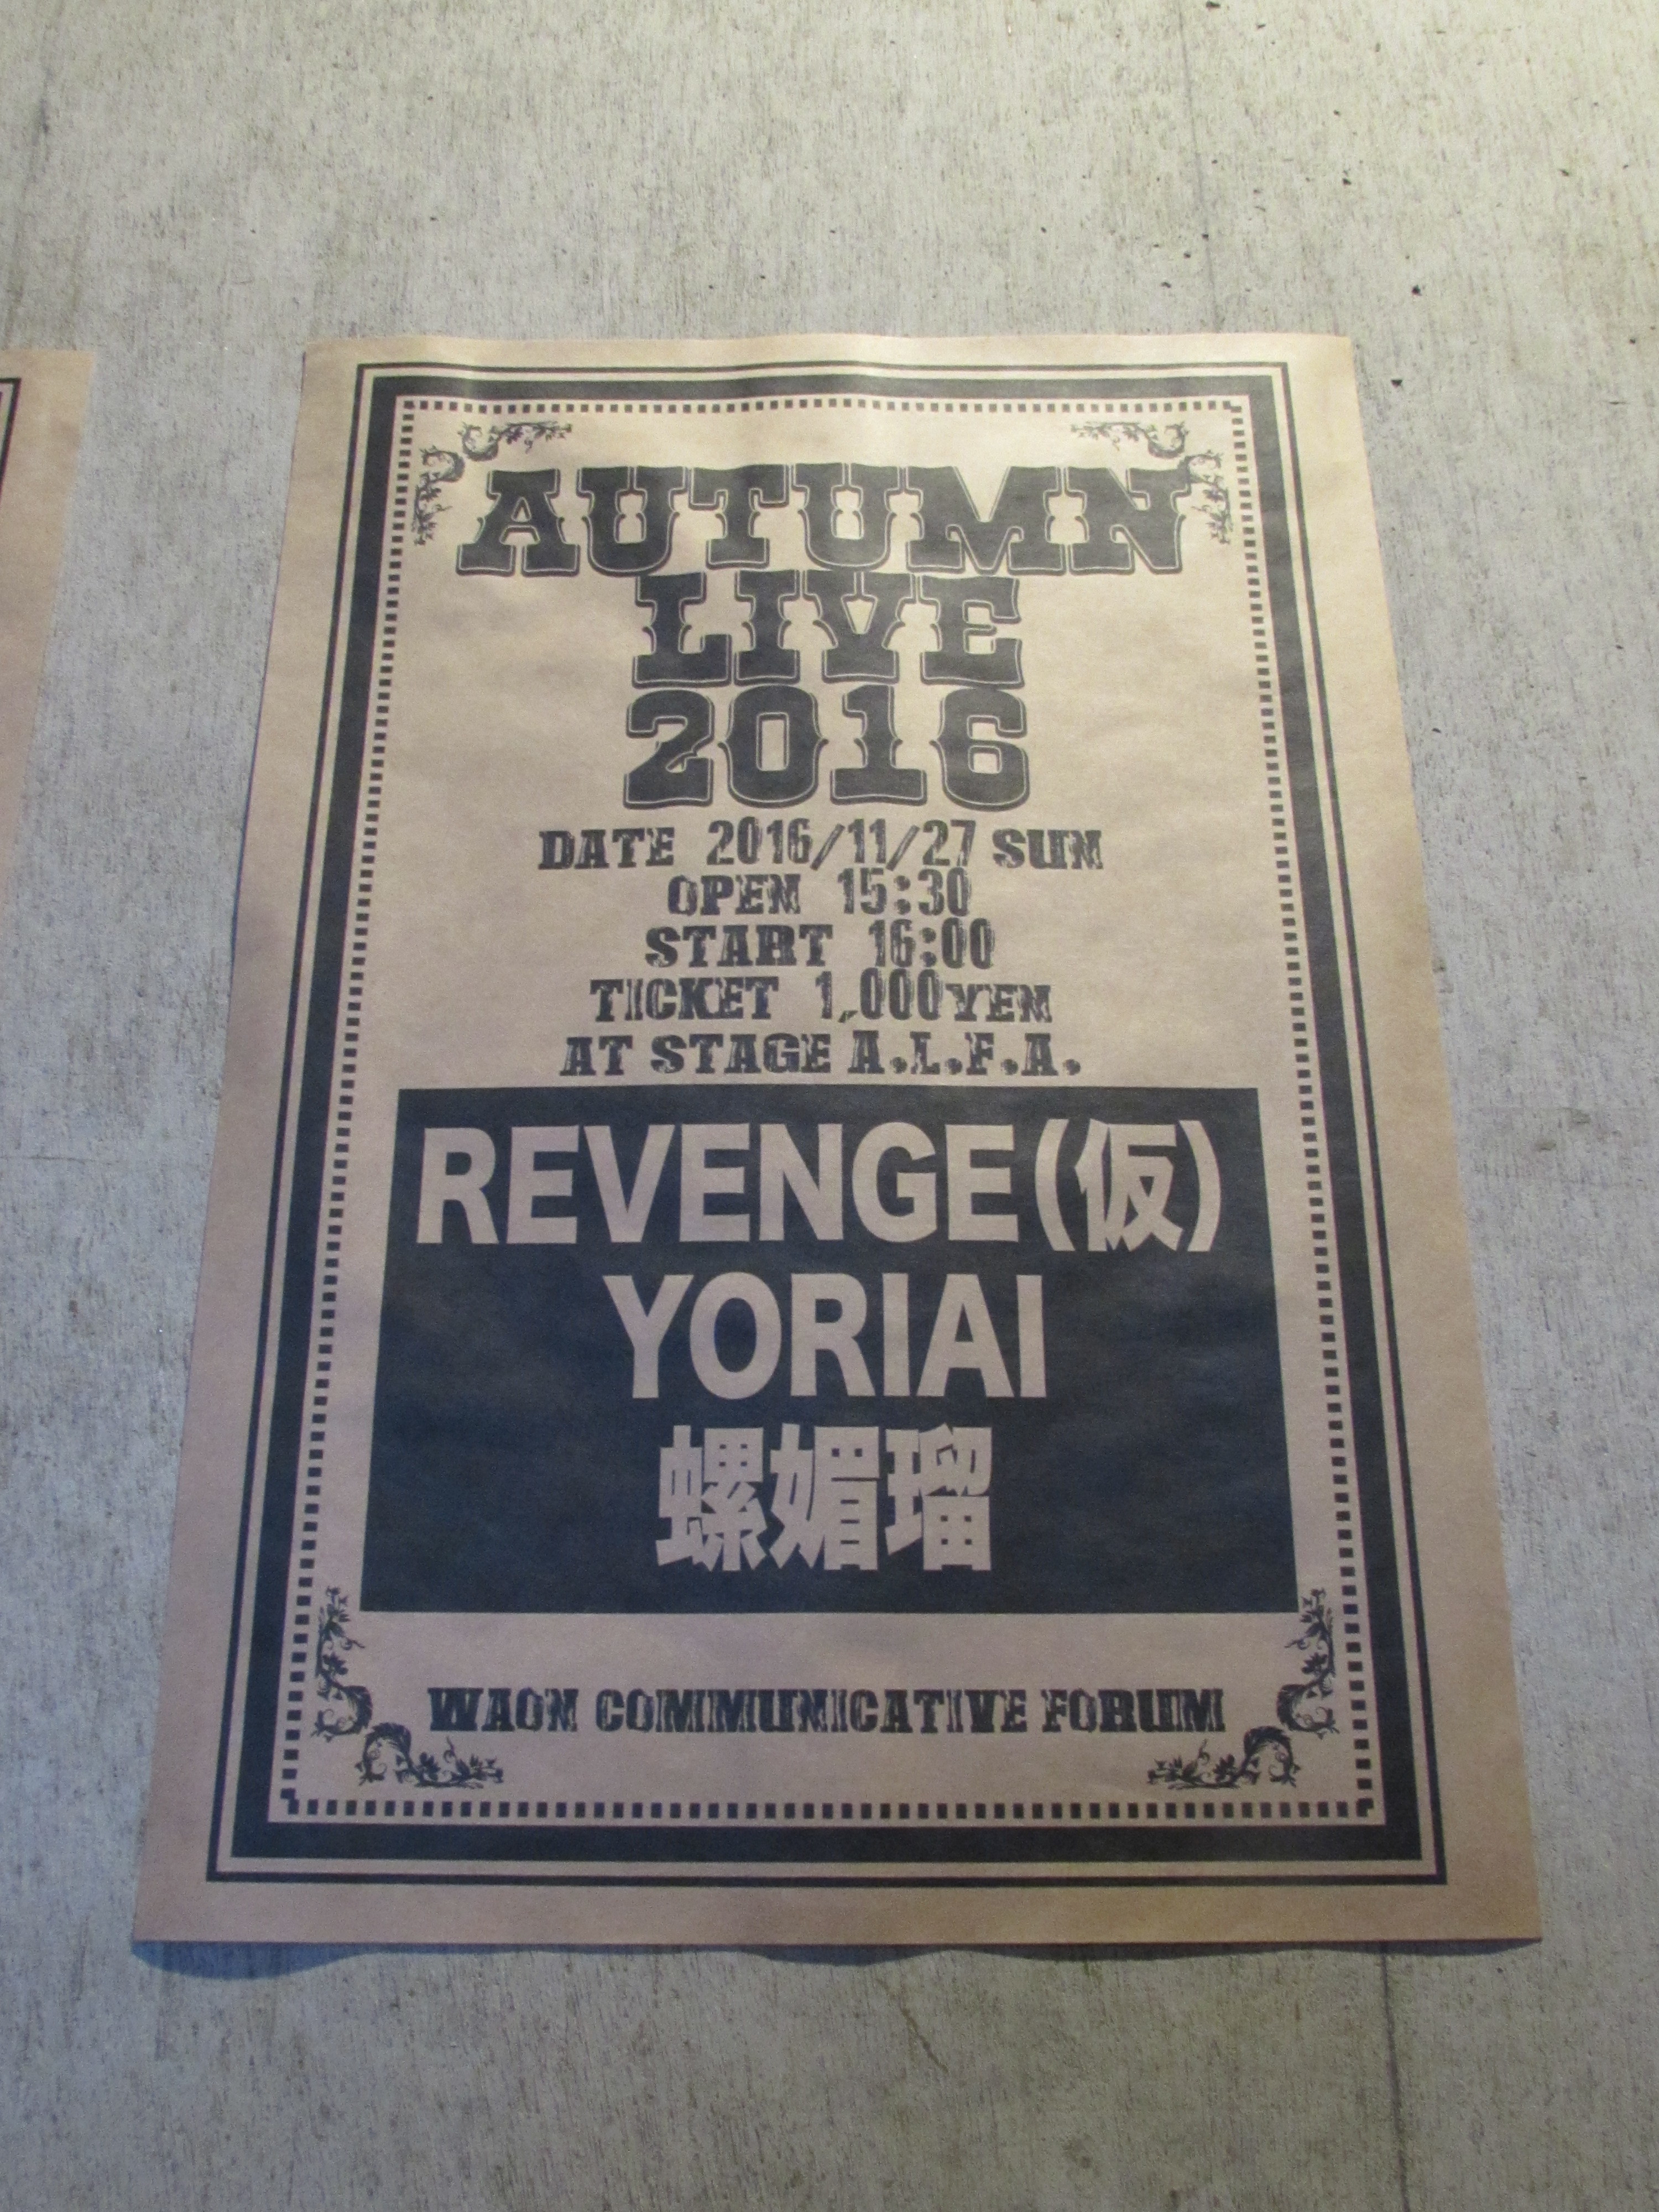 AUTUMN
LIVE
2016
DATE 2016/11/27 SUN
OPEN 15:30
START 16:00
TICKET 1,000YEN
AT STAGE A.L.F.A.
REVENGE(仮)
YORIAI
螺媚瑠
WAON COMMUNICATIVE FORUM